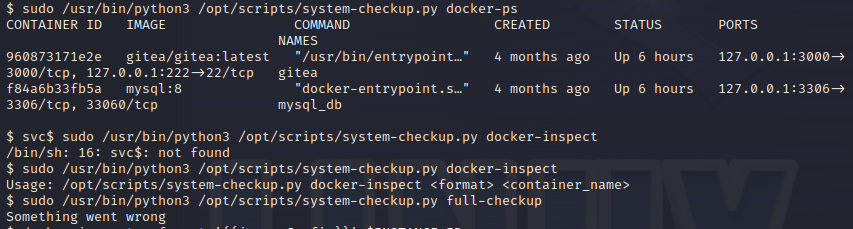 $ sudo /usr/bin/python3 /opt/scripts/system-checkup.py docker-ps
CONTAINER ID   IMAGE                COMMAND                  CREATED        STATUS       PORTS
                                    NAMES
960873171e2e   gitea/gitea:latest   "/usr/bin/entrypoint…"   4 months ago   Up 6 hours   127.0.0.1:3000->
3000/tcp, 127.0.0.1:222->22/tcp   gitea
f84a6b33fb5a   mysql:8              "docker-entrypoint.s…"   4 months ago   Up 6 hours   127.0.0.1:3306->
3306/tcp, 33060/tcp               mysql_db
$ svc$ sudo /usr/bin/python3 /opt/scripts/system-checkup.py docker-inspect
/bin/sh: 16: svc$: not found
$ sudo /usr/bin/python3 /opt/scripts/system-checkup.py docker-inspect
Usage: /opt/scripts/system-checkup.py docker-inspect <format> <container_name>
$ sudo /usr/bin/python3 /opt/scripts/system-checkup.py full-checkup
Something went wrong